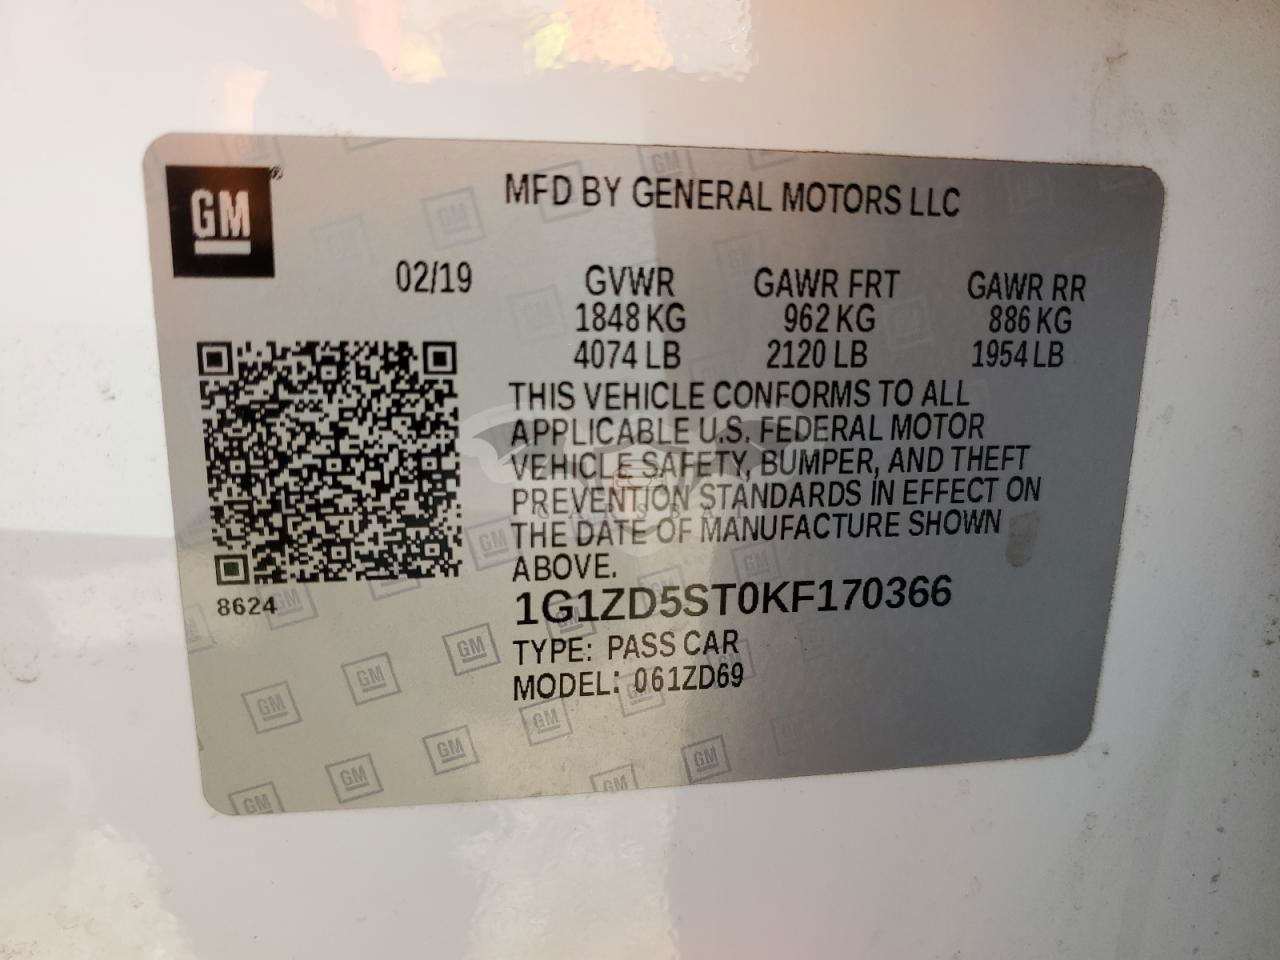 GM®
MFD BY GENERAL MOTORS LLC
02/19 GVWR GAWR FRT GAWR RR
1848 KG 962 KG 886 KG
4074 LB 2120 LB 1954 LB
THIS VEHICLE CONFORMS TO ALL
APPLICABLE U.S. FEDERAL MOTOR
VEHICLE SAFETY, BUMPER, AND THEFT
PREVENTION STANDARDS IN EFFECT ON
THE DATE OF MANUFACTURE SHOWN
ABOVE.
8624
1G1ZD5ST0KF170366
TYPE: PASS CAR
MODEL: 061ZD69